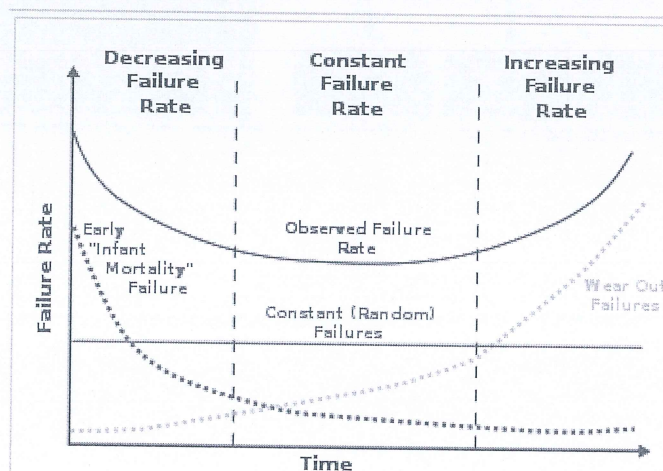 Decreasing
Failure
Rate
Constant
Failure
Rate
Increasing
Failure
Rate
Failure Rate
Early
"Infant
Mortality"
Failure
Observed Failure
Rate
Constant (Random)
Failures
Wear Out
Failures
Time